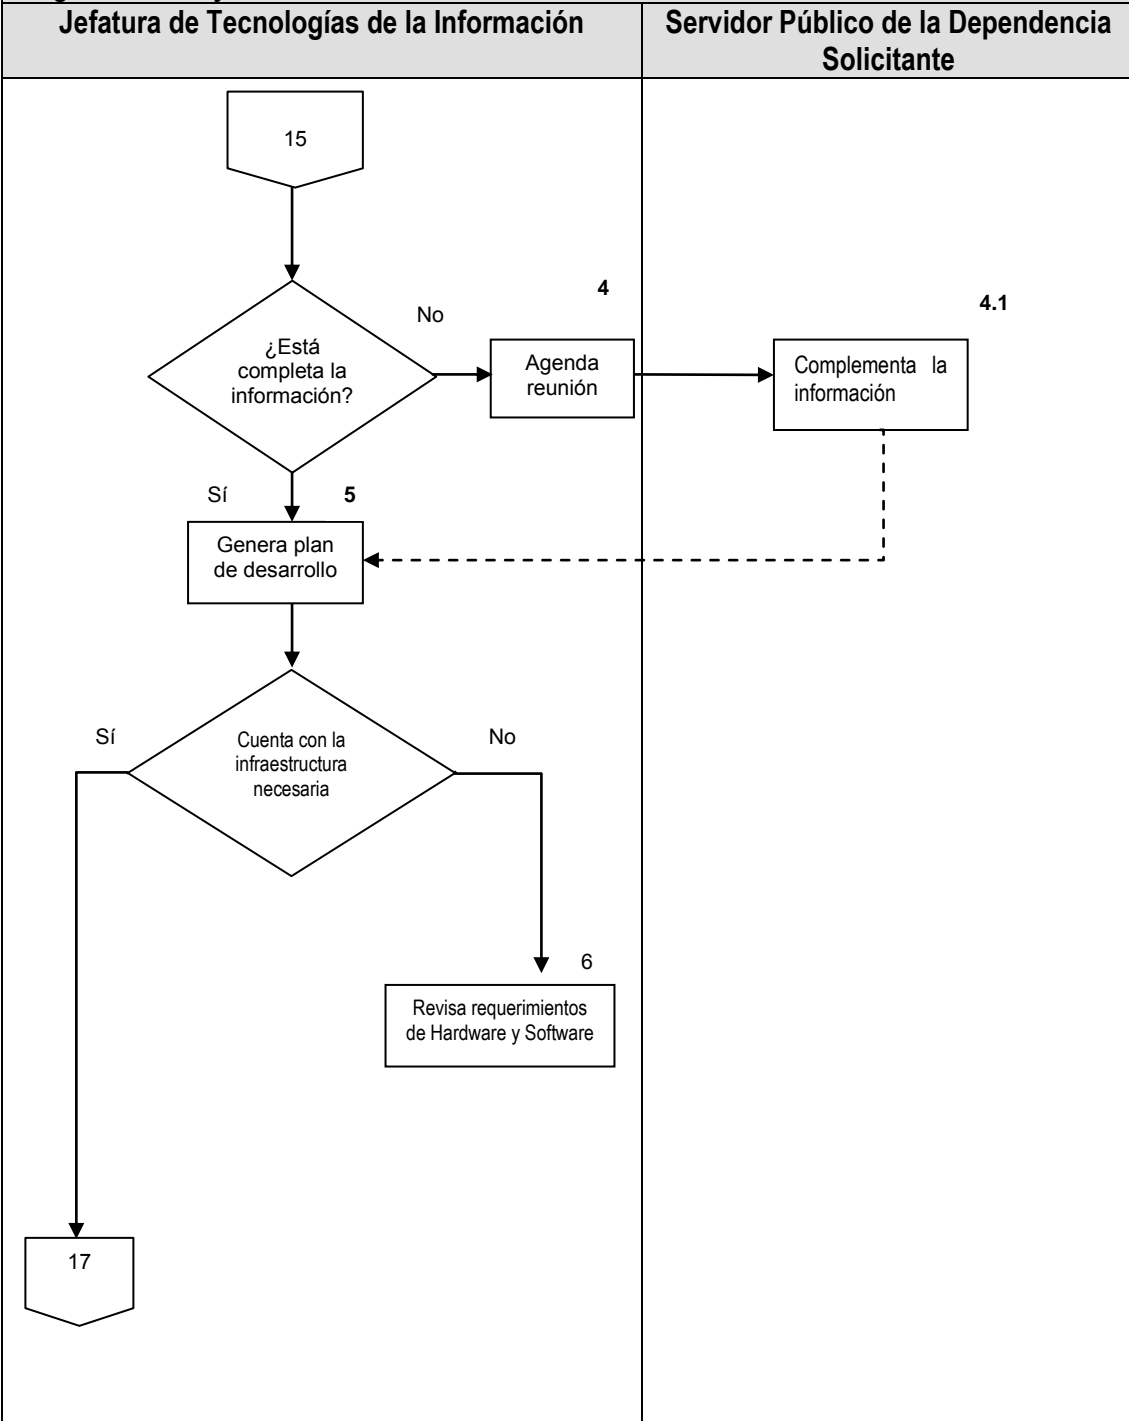 Jefatura de Tecnologías de la Información
Servidor Público de la Dependencia
Solicitante
15
¿Está
completa la
información?
No
4
Agenda
reunión
4.1
Complementa la
información
Sí
5
Genera plan
de desarrollo
Sí
Cuenta con la
infraestructura
necesaria
No
6
Revisa requerimientos
de Hardware y Software
17